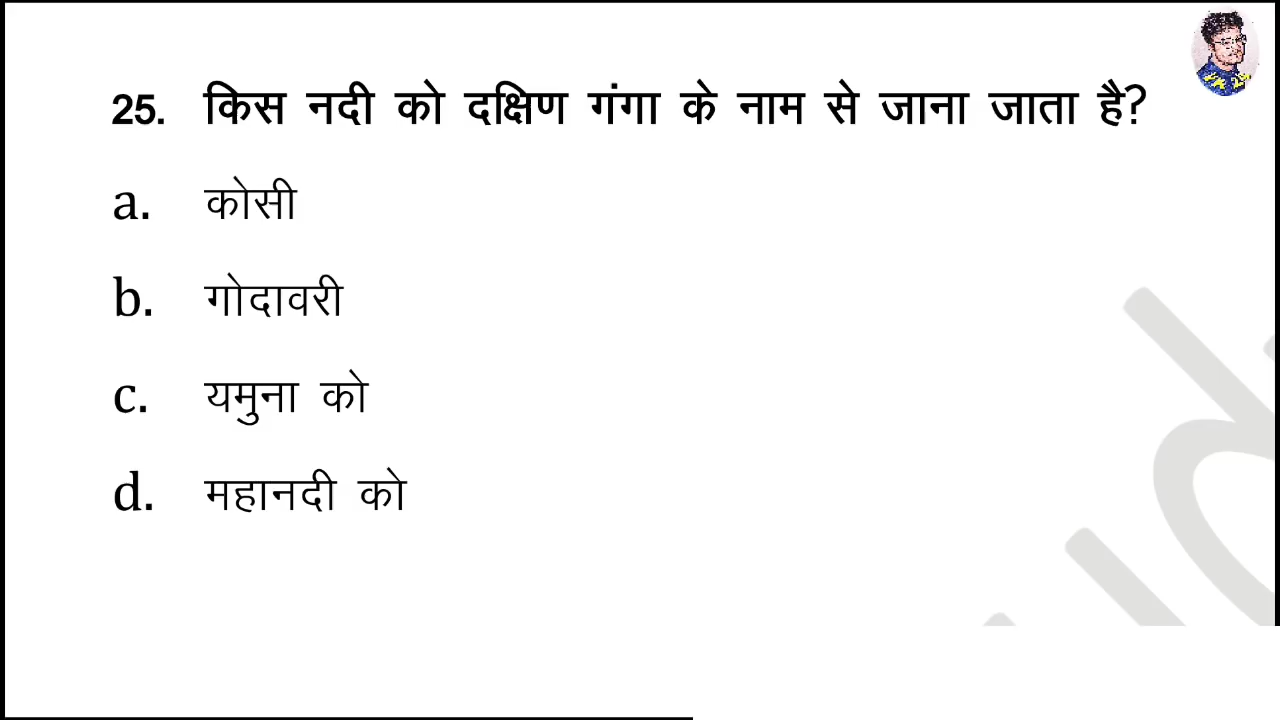 25. किस नदी को दक्षिण गंगा के नाम से जाना जाता है?
a. कोसी
b. गोदावरी
c. यमुना को
d. महानदी को